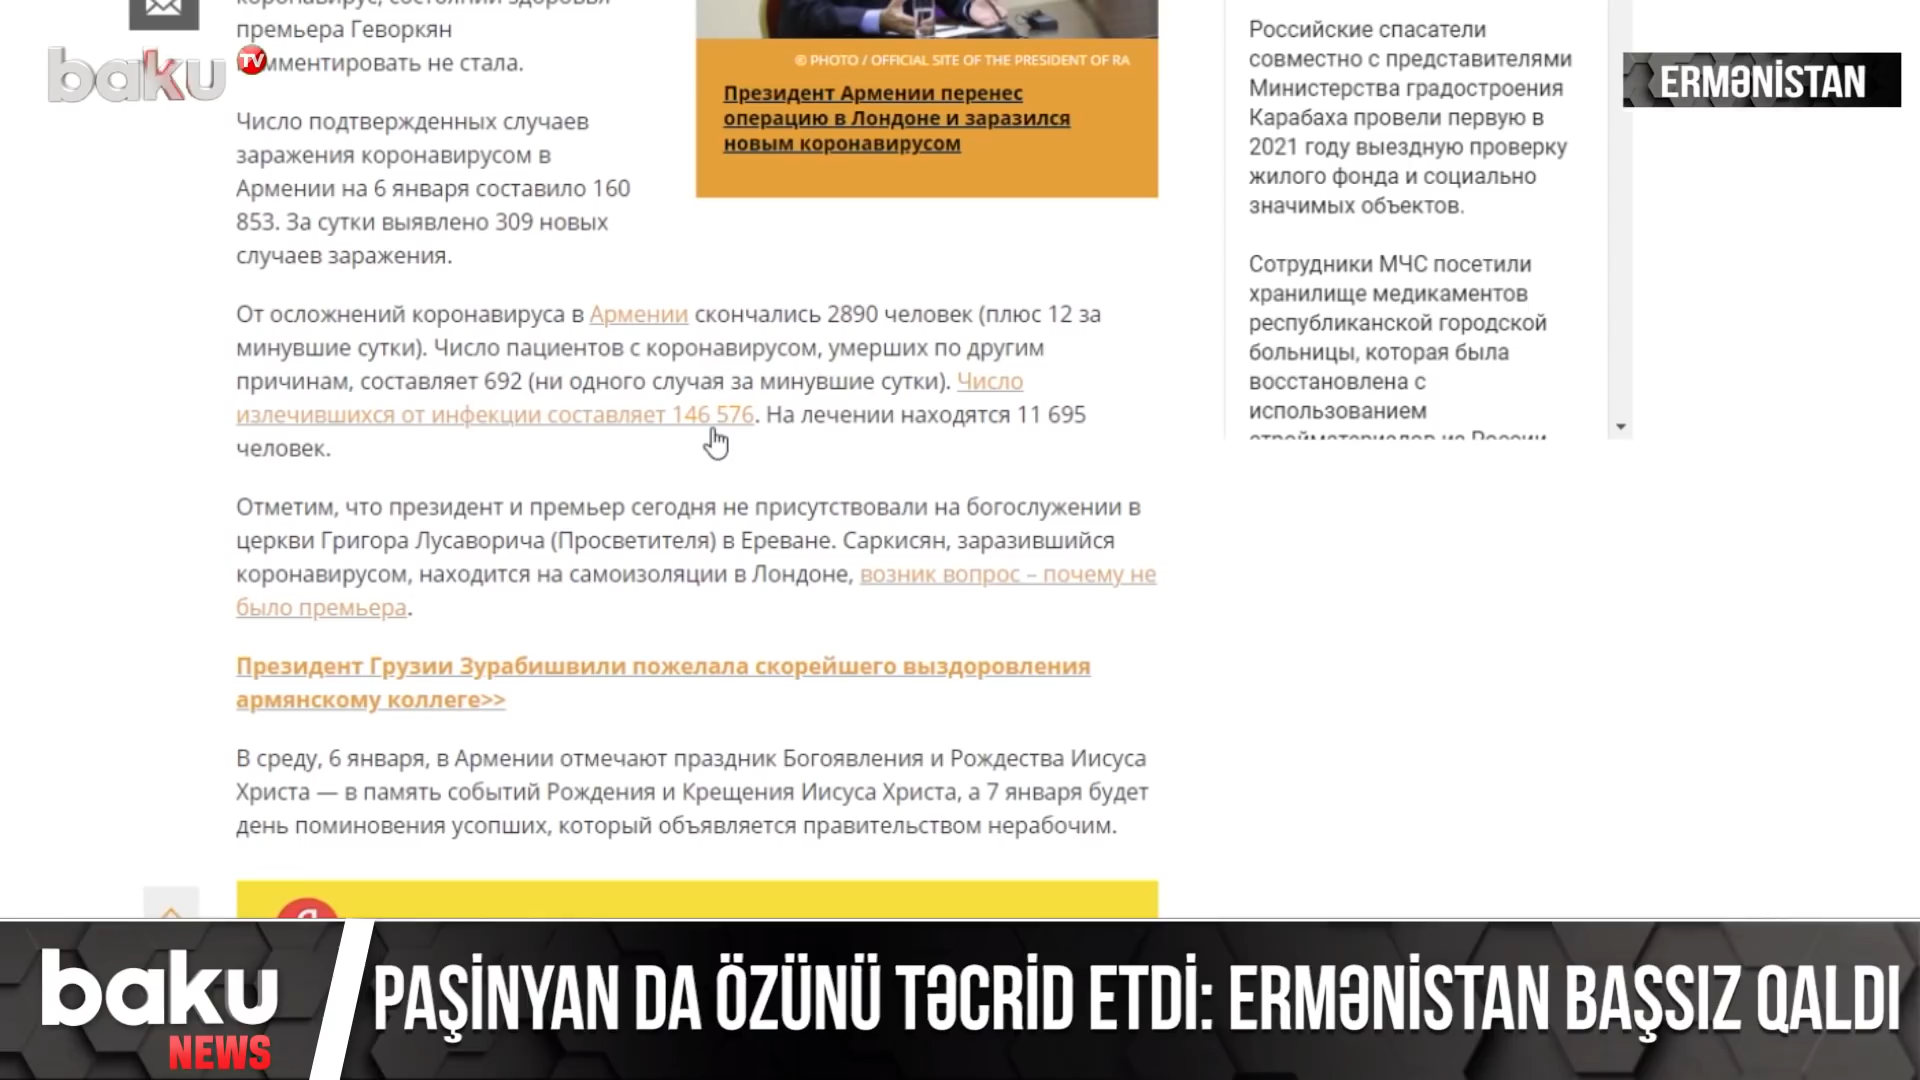 премьера Геворкян
комментировать не стала.
baku TV
Число подтвержденных случаев
заражения коронавирусом в
Армении на 6 января составило 160
853. За сутки выявлено 309 новых
случаев заражения.
© PHOTO / OFFICIAL SITE OF THE PRESIDENT OF RA
Президент Армении перенес
операцию в Лондоне и заразился
новым коронавирусом
От осложнений коронавируса в Армении скончались 2890 человек (плюс 12 за
минувшие сутки). Число пациентов с коронавирусом, умерших по другим
причинам, составляет 692 (ни одного случая за минувшие сутки). Число
излечившихся от инфекции составляет 146 576. На лечении находятся 11 695
человек.
Отметим, что президент и премьер сегодня не присутствовали на богослужении в
церкви Григора Лусаворича (Просветителя) в Ереване. Саркисян, заразившийся
коронавирусом, находится на самоизоляции в Лондоне, возник вопрос – почему не
было премьера.
Президент Грузии Зурабишвили пожелала скорейшего выздоровления
армянскому коллеге>>
В среду, 6 января, в Армении отмечают праздник Богоявления и Рождества Иисуса
Христа — в память событий Рождения и Крещения Иисуса Христа, а 7 января будет
день поминовения усопших, который объявляется правительством нерабочим.
Российские спасатели
совместно с представителями
Министерства градостроения
Карабаха провели первую в
2021 году выездную проверку
жилого фонда и социально
значимых объектов.
Сотрудники МЧС посетили
хранилище медикаментов
республиканской городской
больницы, которая была
восстановлена с
использованием
стройматериалов из России
ERMƏNİSTAN
baku
NEWS
PAŞİNYAN DA ÖZÜNÜ TƏCRİD ETDİ: ERMƏNİSTAN BAŞSIZ QALDI